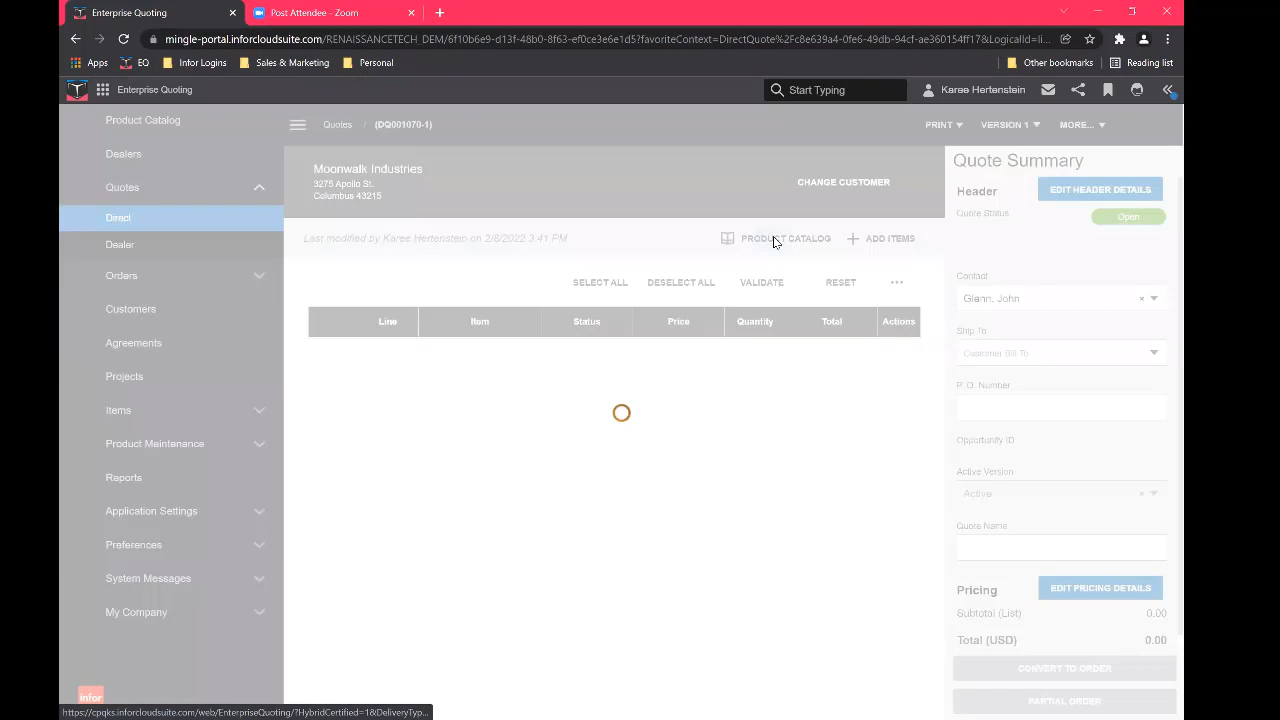 Enterprise Quoting
Post Attendee - Zoom
mingle-portal.inforcloudsuite.com/RENAISSANCETECH_DEM/6f10b6e9-d13f-48b0-8f63-ef0ce3e6e1d5?favoriteContext=DirectQuote%2Fc8e639a4-0fe6-49db-94cf-ae360154ff17&LogicalId=li...
Apps
EQ
Infor Logins
Sales & Marketing
Personal
Other bookmarks
Reading list
Enterprise Quoting
Start Typing
Karee Hertenstein
Product Catalog
Dealers
Quotes
Direct
Dealer
Orders
Customers
Agreements
Projects
Items
Product Maintenance
Reports
Application Settings
Preferences
System Messages
My Company
infor
Quotes / (DQ001070-1)
PRINT
VERSION 1
MORE...
Moonwalk Industries
3275 Apollo St.
Columbus 43215
CHANGE CUSTOMER
Last modified by Karee Hertenstein on 2/8/2022 3:41 PM
PRODUCT CATALOG
ADD ITEMS
SELECT ALL
DESELECT ALL
VALIDATE
RESET
Line
Item
Status
Price
Quantity
Total
Actions
Quote Summary
Header
EDIT HEADER DETAILS
Quote Status
Open
Contact
Glenn, John
Ship To
Customer Bill To
P. O. Number
Opportunity ID
Active Version
Active
Quote Name
Pricing
EDIT PRICING DETAILS
Subtotal (List)
0.00
Total (USD)
0.00
CONVERT TO ORDER
PARTIAL ORDER
https://cpqks.inforcloudsuite.com/web/EnterpriseQuoting/?HybridCertified=1&DeliveryTyp...